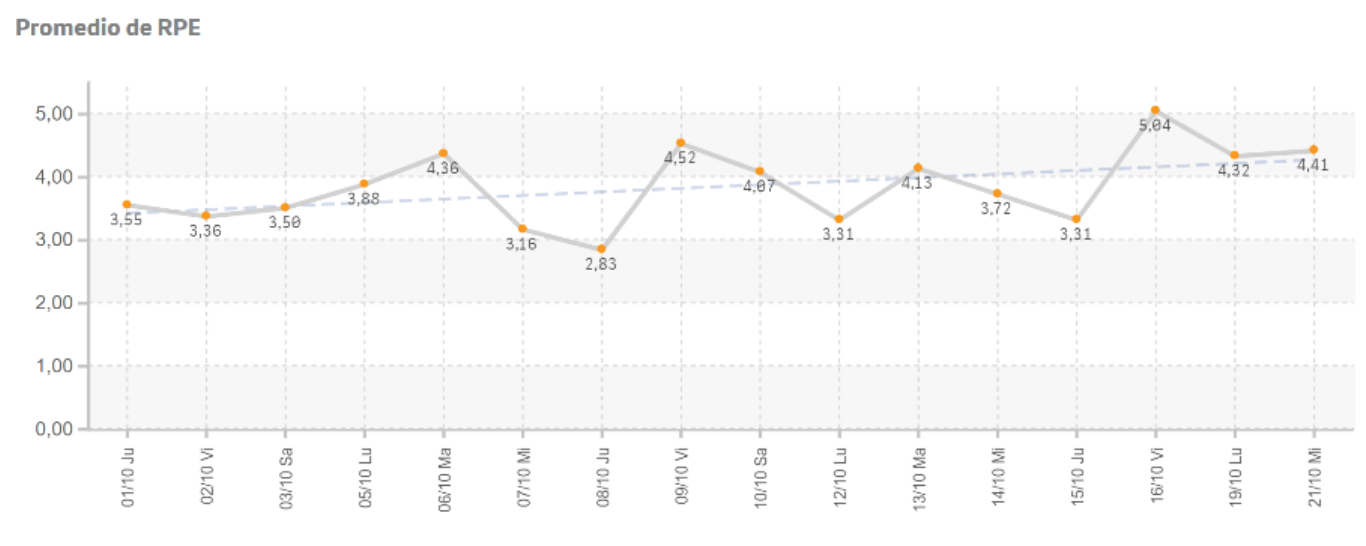 Promedio de RPE
5,00
4,00
3,00
2,00
1,00
0,00
3,55
3,36
3,50
3,88
4,36
3,16
2,83
4,52
4,07
3,31
4,13
3,72
3,31
5,04
4,32
4,41
01/10 Ju
02/10 Vi
03/10 Sa
05/10 Lu
06/10 Ma
07/10 Mi
08/10 Ju
09/10 Vi
10/10 Sa
12/10 Lu
13/10 Ma
14/10 Mi
15/10 Ju
16/10 Vi
19/10 Lu
21/10 Mi